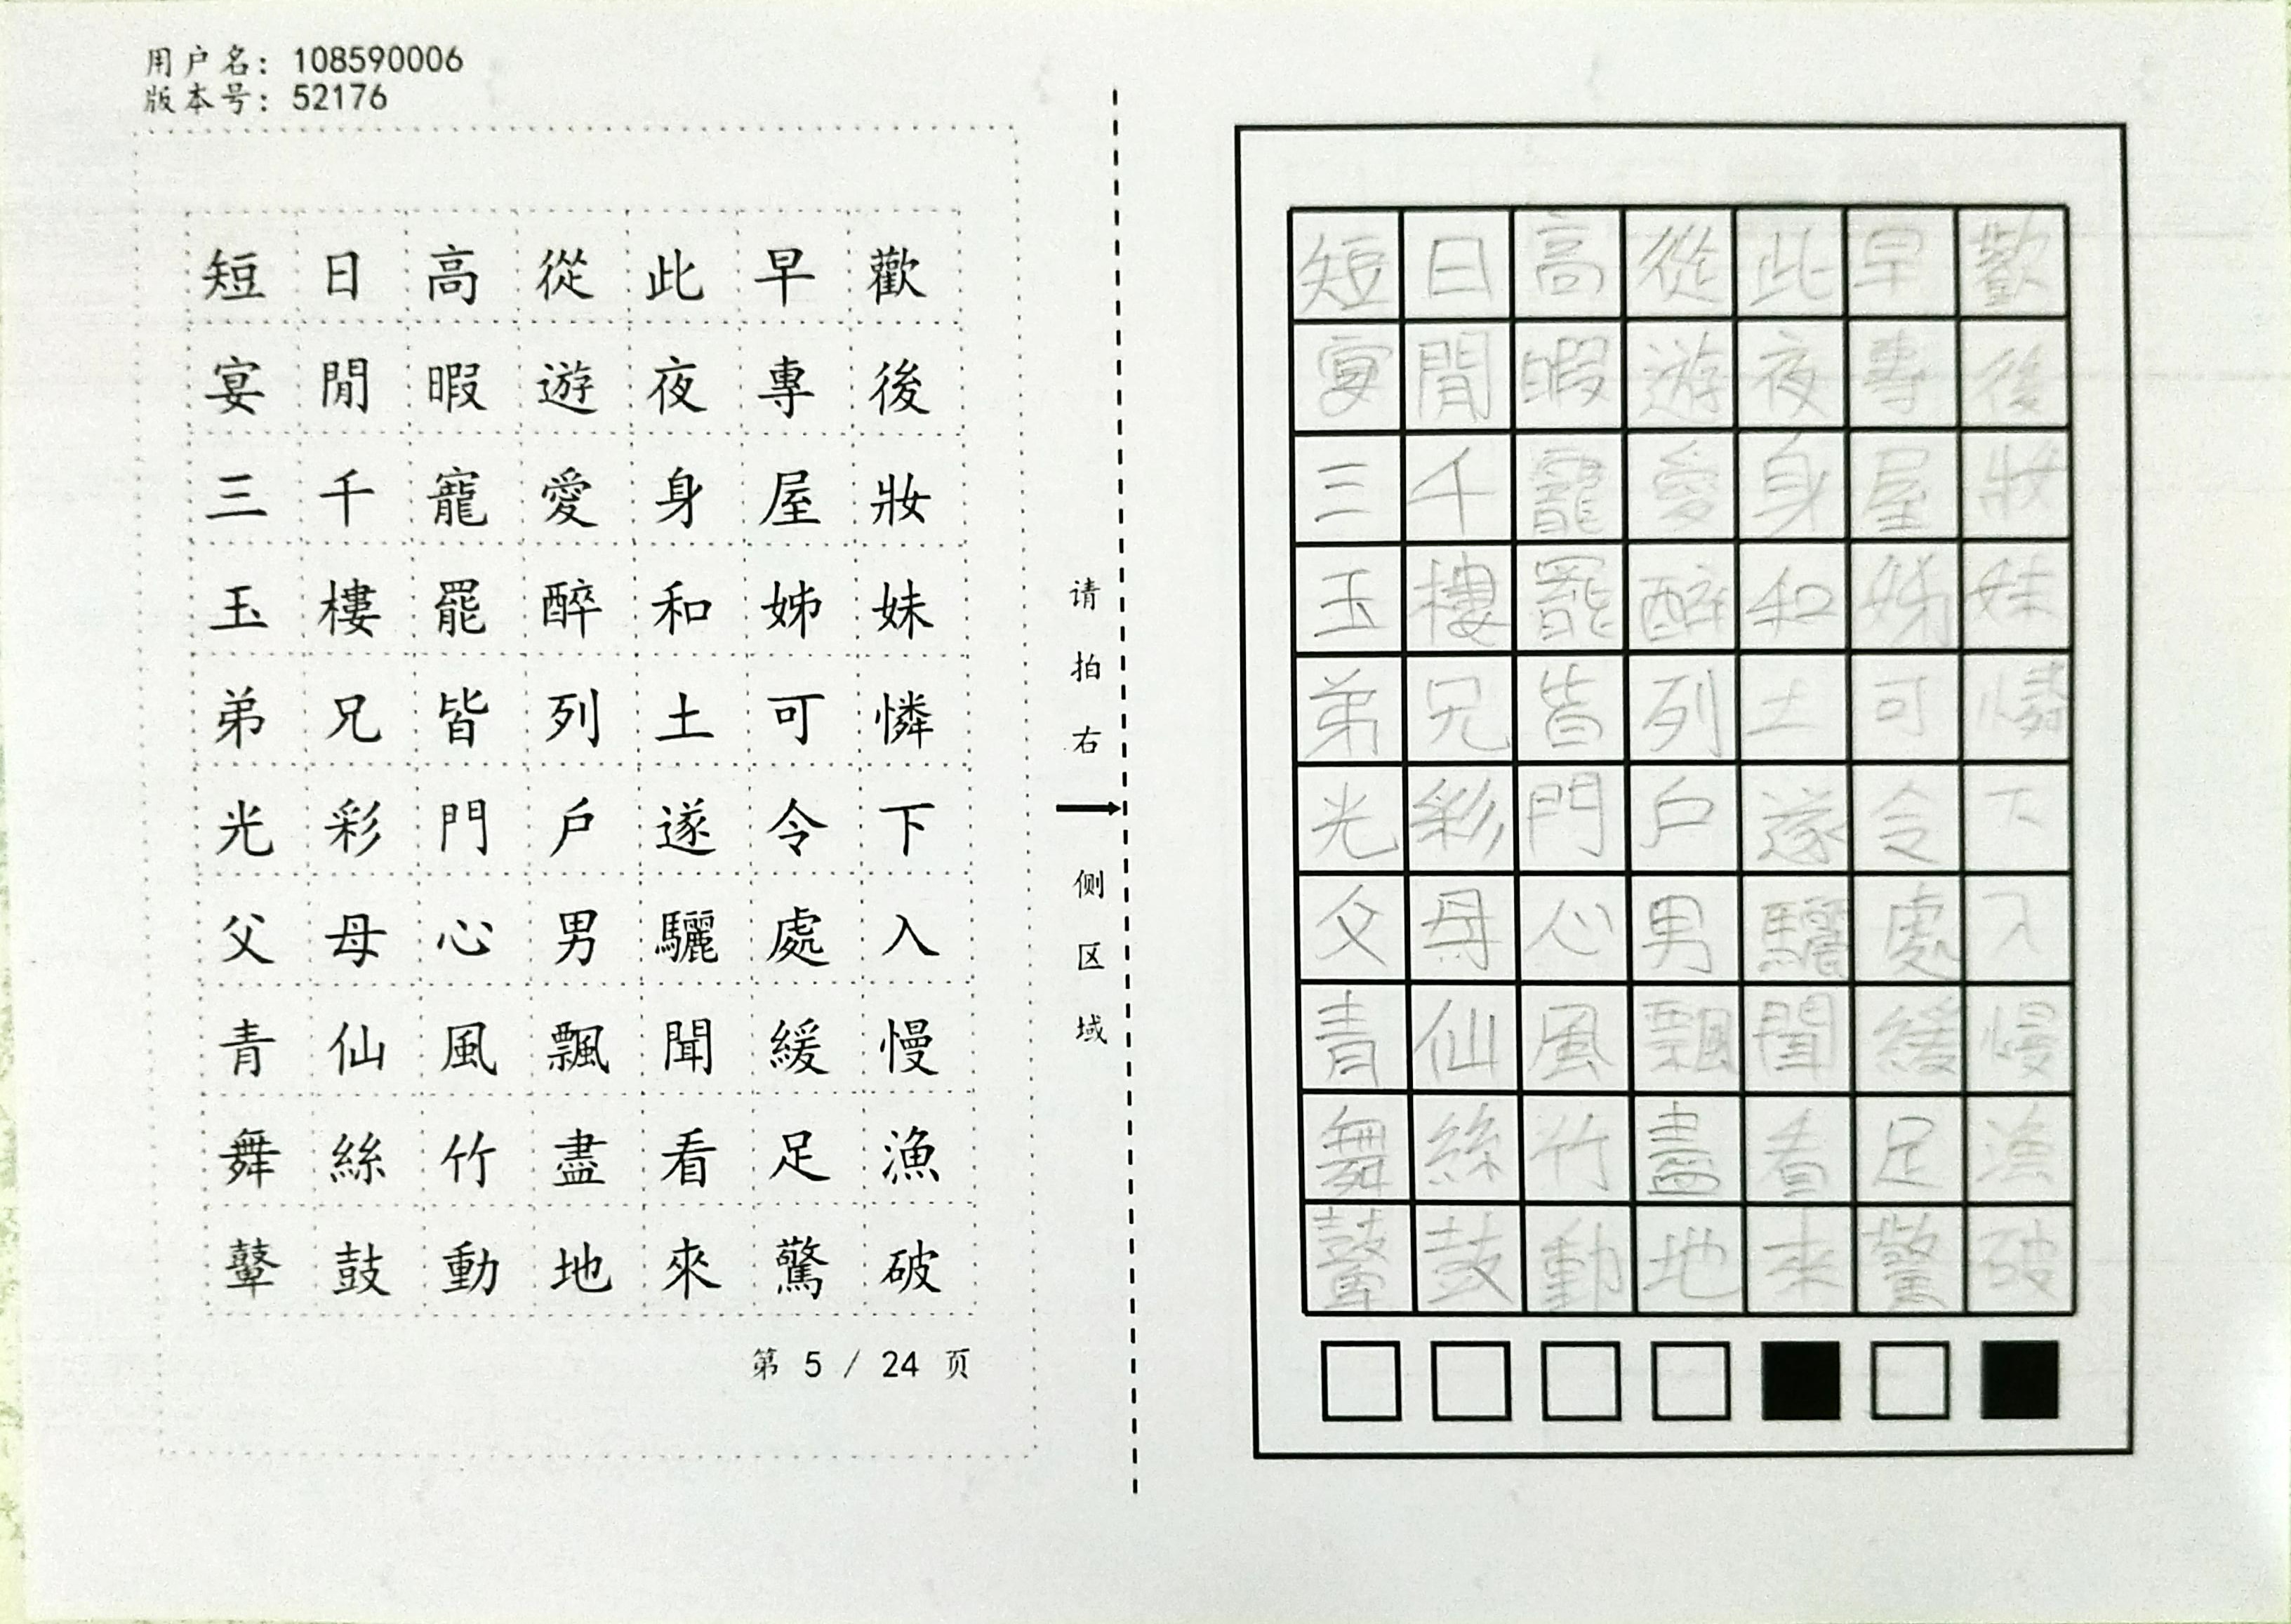 用户名：108590006
版本号：52176
短日高從此早歡
宴閒暇遊夜專後
三千寵愛身屋妝
玉樓罷醉和姊妹
弟兄皆列土可憐
光彩門戶遂令下
父母心男驪處入
青仙風飄聞緩慢
舞絲竹盡看足漁
鼙鼓動地來驚破
第 5 / 24 页
请拍右侧区域
短日高從此早歡
宴閒暇遊夜專後
三千寵愛身屋妝
玉樓罷醉和姊妹
弟兄皆列土可憐
光彩門戶遂令下
父母心男驪處入
青仙風飄聞緩慢
舞絲竹盡看足漁
鼙鼓動地來驚破